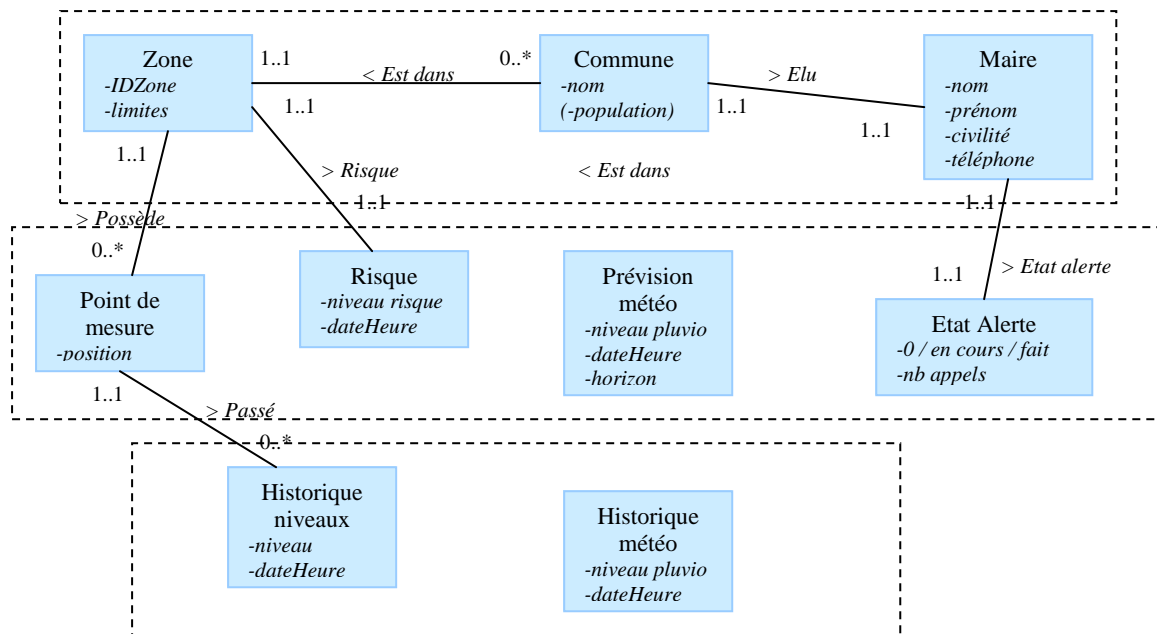 Zone
-IDZone
-limites
1..1
< Est dans
0..*
Commune
-nom
(-population)
> Elu
1..1
1..1
Maire
-nom
-prénom
-civilité
-téléphone
1..1
1..1
> Risque
1..1
< Est dans
1..1
> Possède
0..*
Point de
mesure
-position
Risque
-niveau risque
-dateHeure
Prévision
météo
-niveau pluvio
-dateHeure
-horizon
1..1
> Etat alerte
Etat Alerte
-0 / en cours / fait
-nb appels
1..1
> Passé
0..*
Historique
niveaux
-niveau
-dateHeure
Historique
météo
-niveau pluvio
-dateHeure